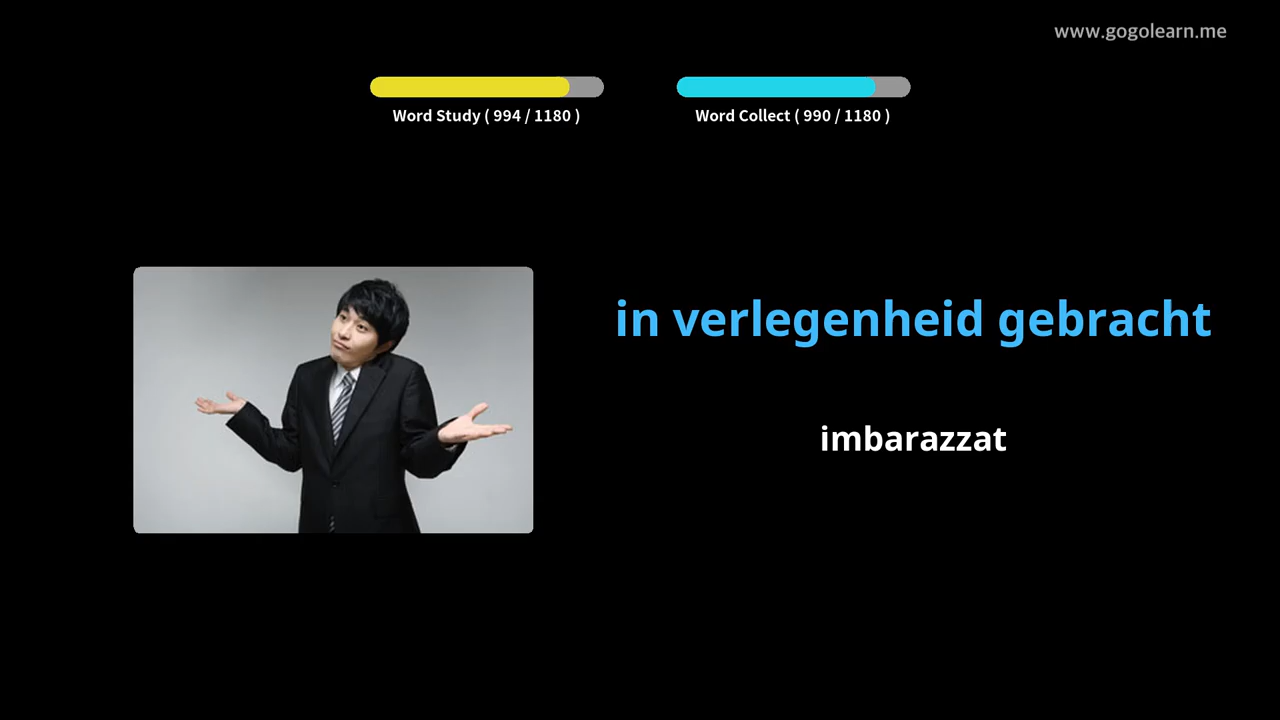 www.gogolearn.me
Word Study ( 994 / 1180 )
Word Collect ( 990 / 1180 )
in verlegenheid gebracht
imbarazzat